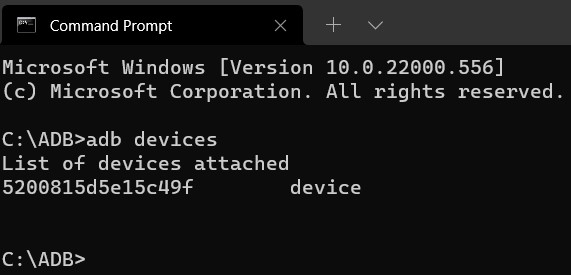 Command Prompt
Microsoft Windows [Version 10.0.22000.556]
(c) Microsoft Corporation. All rights reserved.
C:\ADB>adb devices
List of devices attached
5200815d5e15c49f        device
C:\ADB>